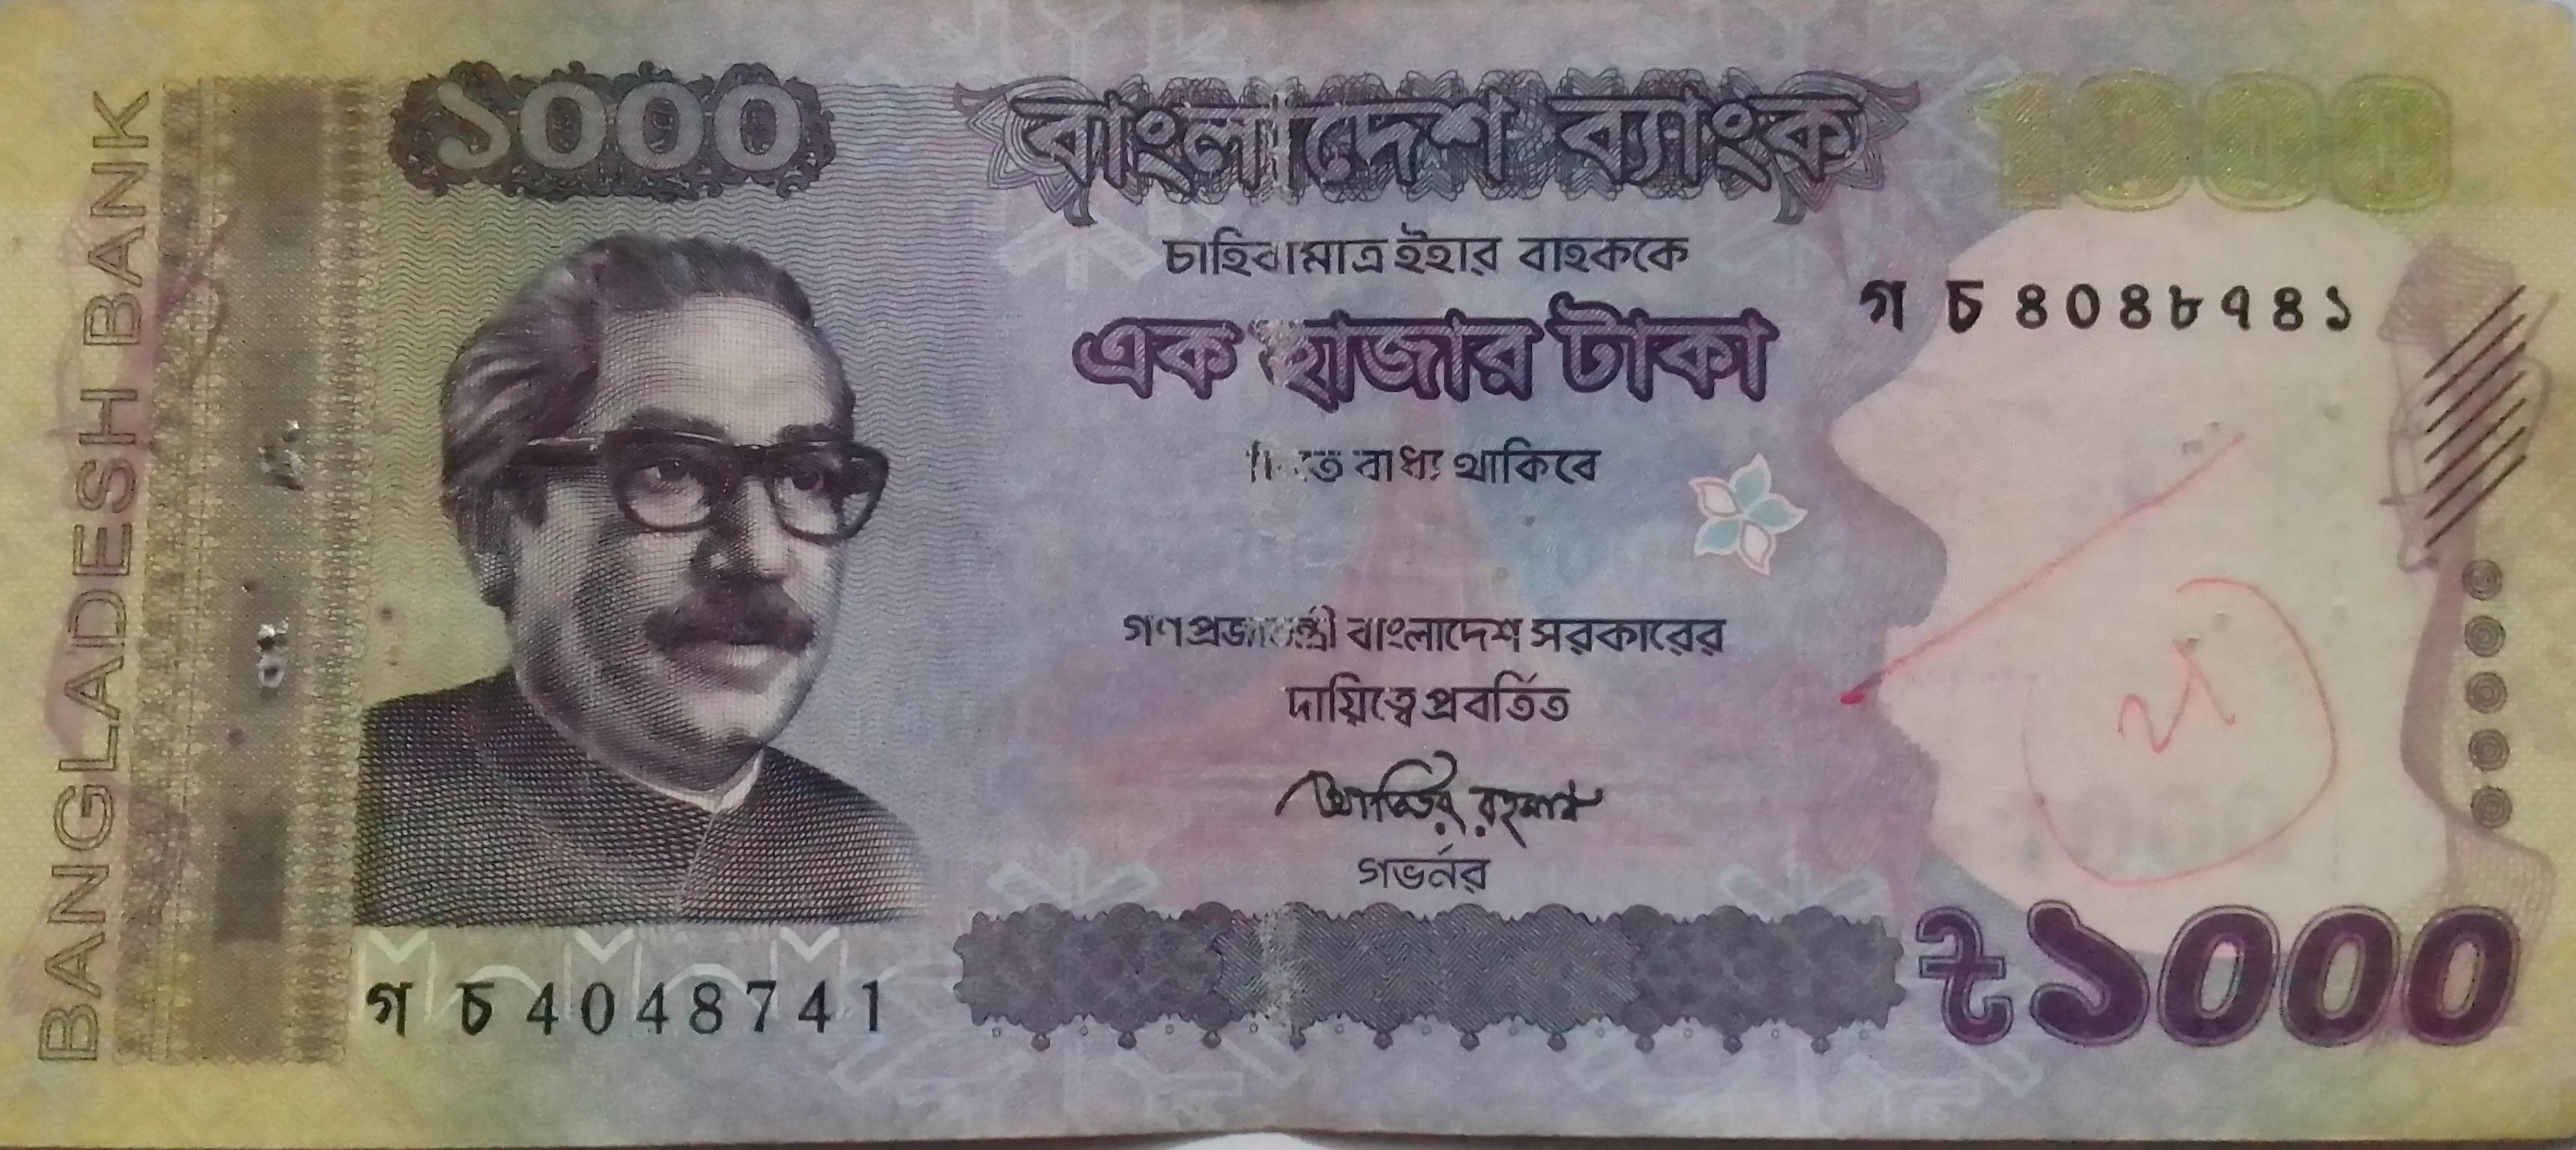 BANGLADESH BANK
১০০০
বাংলাদেশ ব্যাংক
1000
চাহিবামাত্র ইহার বাহককে
গ চ ৪০৪৮৭৪১
এক হাজার টাকা
দিতে বাধ্য থাকিবে
গণপ্রজাতন্ত্রী বাংলাদেশ সরকারের
দায়িত্বে প্রবর্তিত
আতিউর রহমান
গভর্নর
গ চ 4048741
৳১০০০